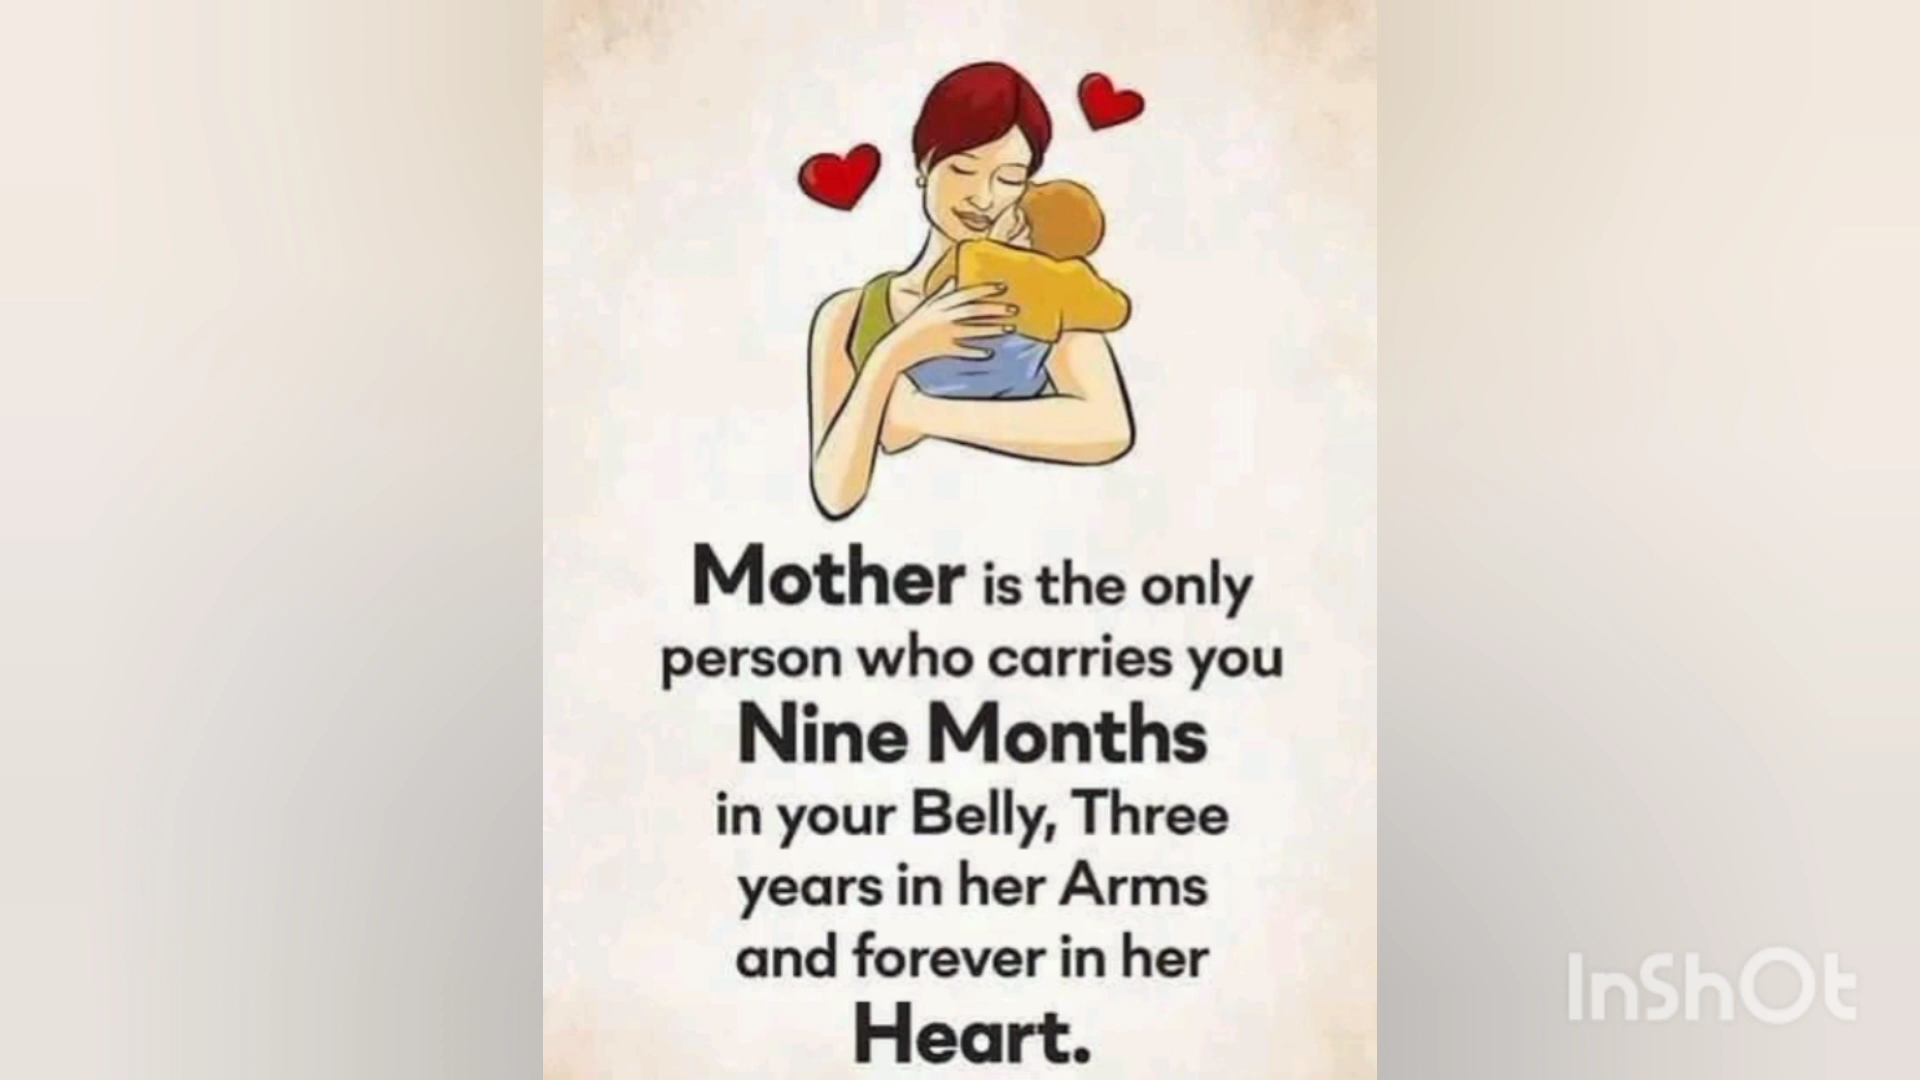 Mother is the only
person who carries you
Nine Months
in your Belly, Three
years in her Arms
and forever in her
Heart.
InShOt